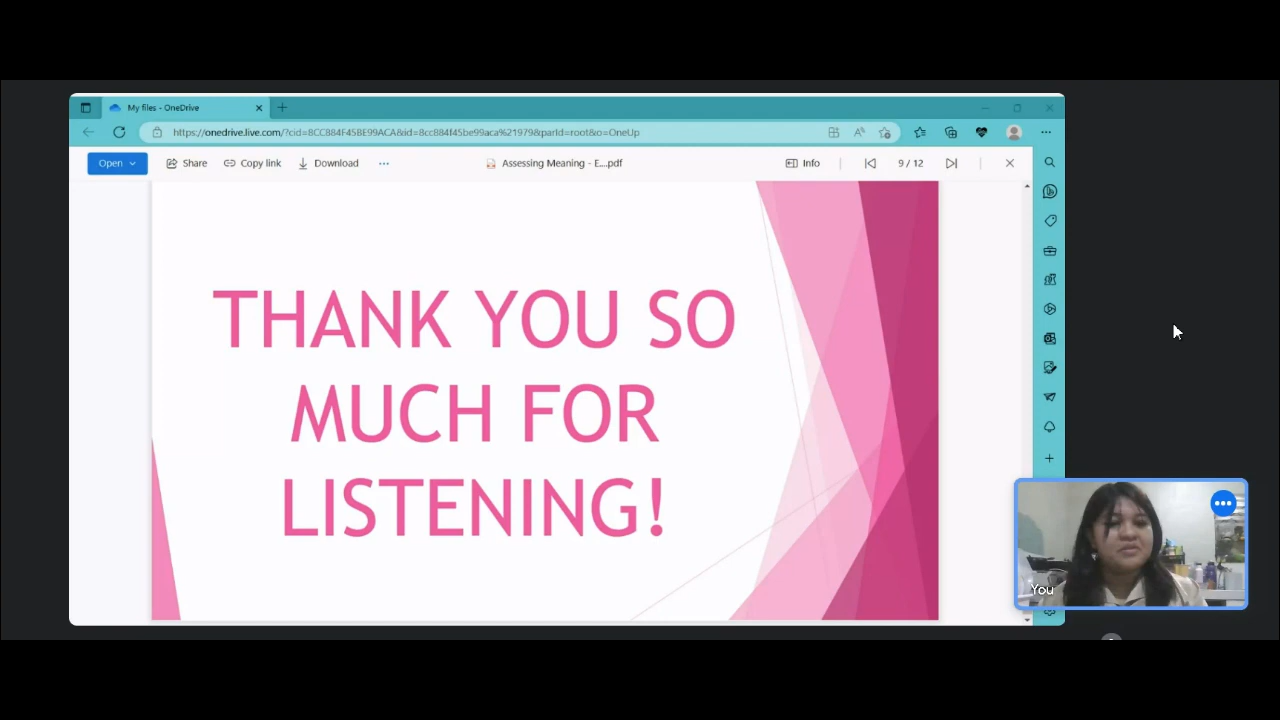 My files - OneDrive
https://onedrive.live.com/?cid=8CC884F45BE99ACA&id=8cc884f45be99aca%21979&parId=root&o=OneUp
Open Share Copy link Download ... Assessing Meaning - E...pdf Info 9 / 12
THANK YOU SO
MUCH FOR
LISTENING!
You